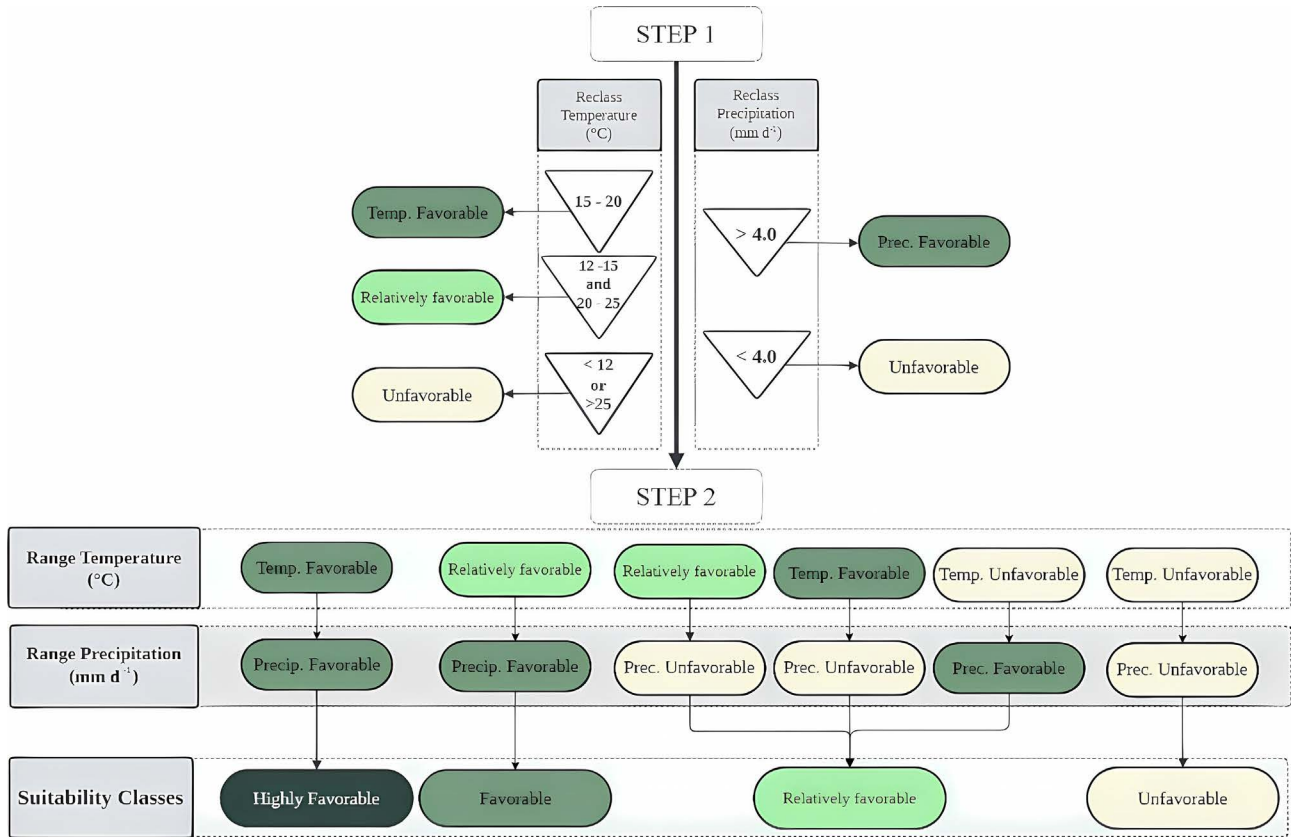 STEP 1
Reclass
Temperature
(°C)
Reclass
Precipitation
(mm d⁻¹)
15 - 20
Temp. Favorable
> 4.0
Prec. Favorable
12 -15
and
20 - 25
Relatively favorable
< 4.0
Unfavorable
< 12
or
>25
Unfavorable
STEP 2
Range Temperature
(°C)
Temp. Favorable
Relatively favorable
Relatively favorable
Temp. Favorable
Temp. Unfavorable
Temp. Unfavorable
Range Precipitation
(mm d⁻¹)
Precip. Favorable
Precip. Favorable
Prec. Unfavorable
Prec. Unfavorable
Prec. Favorable
Prec. Unfavorable
Suitability Classes
Highly Favorable
Favorable
Relatively favorable
Unfavorable